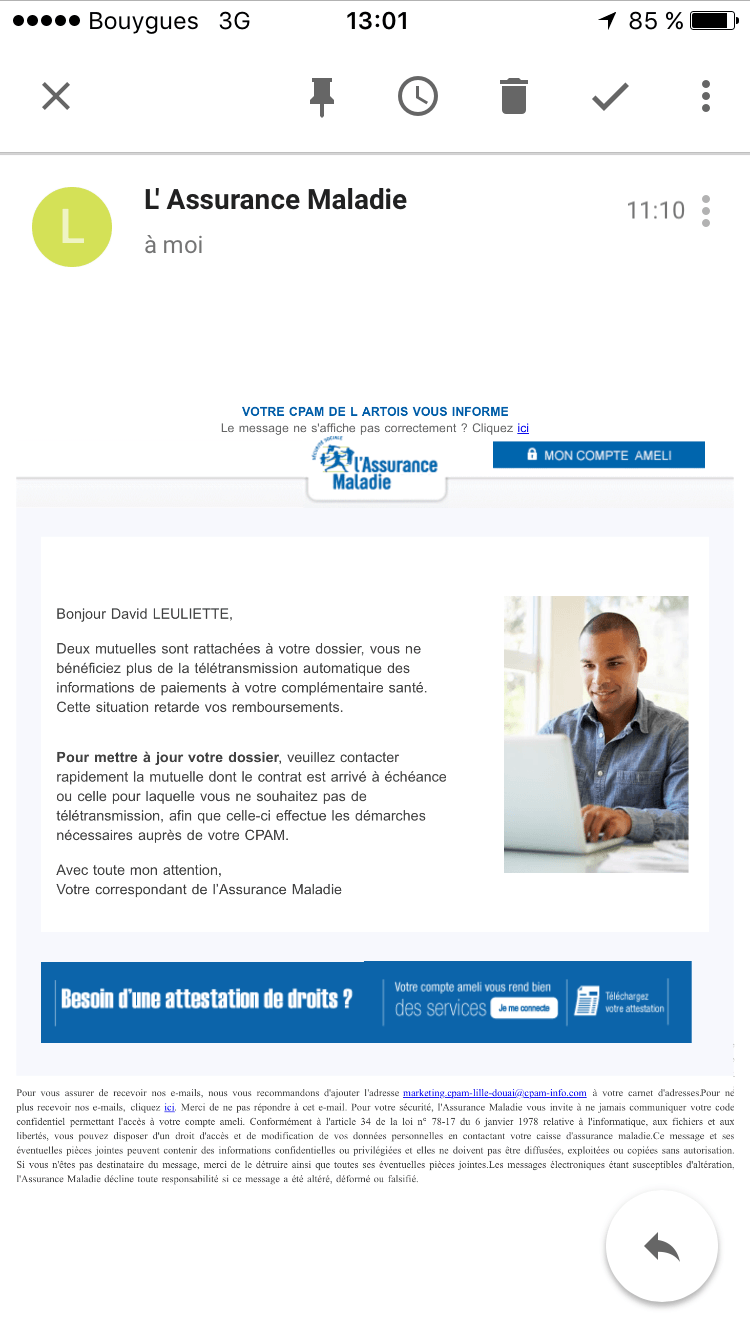 Bouygues 3G 13:01 85 %
L' Assurance Maladie
11:10
L
à moi
VOTRE CPAM DE L ARTOIS VOUS INFORME
Le message ne s'affiche pas correctement ? Cliquez ici
SÉCURITÉ SOCIALE
l'Assurance
Maladie
MON COMPTE AMELI
Bonjour David LEULIETTE,
Deux mutuelles sont rattachées à votre dossier, vous ne
bénéficiez plus de la télétransmission automatique des
informations de paiements à votre complémentaire santé.
Cette situation retarde vos remboursements.
Pour mettre à jour votre dossier, veuillez contacter
rapidement la mutuelle dont le contrat est arrivé à échéance
ou celle pour laquelle vous ne souhaitez pas de
télétransmission, afin que celle-ci effectue les démarches
nécessaires auprès de votre CPAM.
Avec toute mon attention,
Votre correspondant de l'Assurance Maladie
Besoin d'une attestation de droits ?
Votre compte ameli vous rend bien
des services Je me connecte
Téléchargez
votre attestation
Pour vous assurer de recevoir nos e-mails, nous vous recommandons d'ajouter l'adresse marketing.cpam-lille-douai@cpam-info.com à votre carnet d'adresses.Pour ne
plus recevoir nos e-mails, cliquez ici. Merci de ne pas répondre à cet e-mail. Pour votre sécurité, l'Assurance Maladie vous invite à ne jamais communiquer votre code
confidentiel permettant l'accès à votre compte ameli. Conformément à l'article 34 de la loi n° 78-17 du 6 janvier 1978 relative à l'informatique, aux fichiers et aux
libertés, vous pouvez disposer d'un droit d'accès et de modification de vos données personnelles en contactant votre caisse d'assurance maladie.Ce message et ses
éventuelles pièces jointes peuvent contenir des informations confidentielles ou privilégiées et elles ne doivent pas être diffusées, exploitées ou copiées sans autorisation.
Si vous n'êtes pas destinataire du message, merci de le détruire ainsi que toutes ses éventuelles pièces jointes.Les messages électroniques étant susceptibles d'altération,
l'Assurance Maladie décline toute responsabilité si ce message a été altéré, déformé ou falsifié.